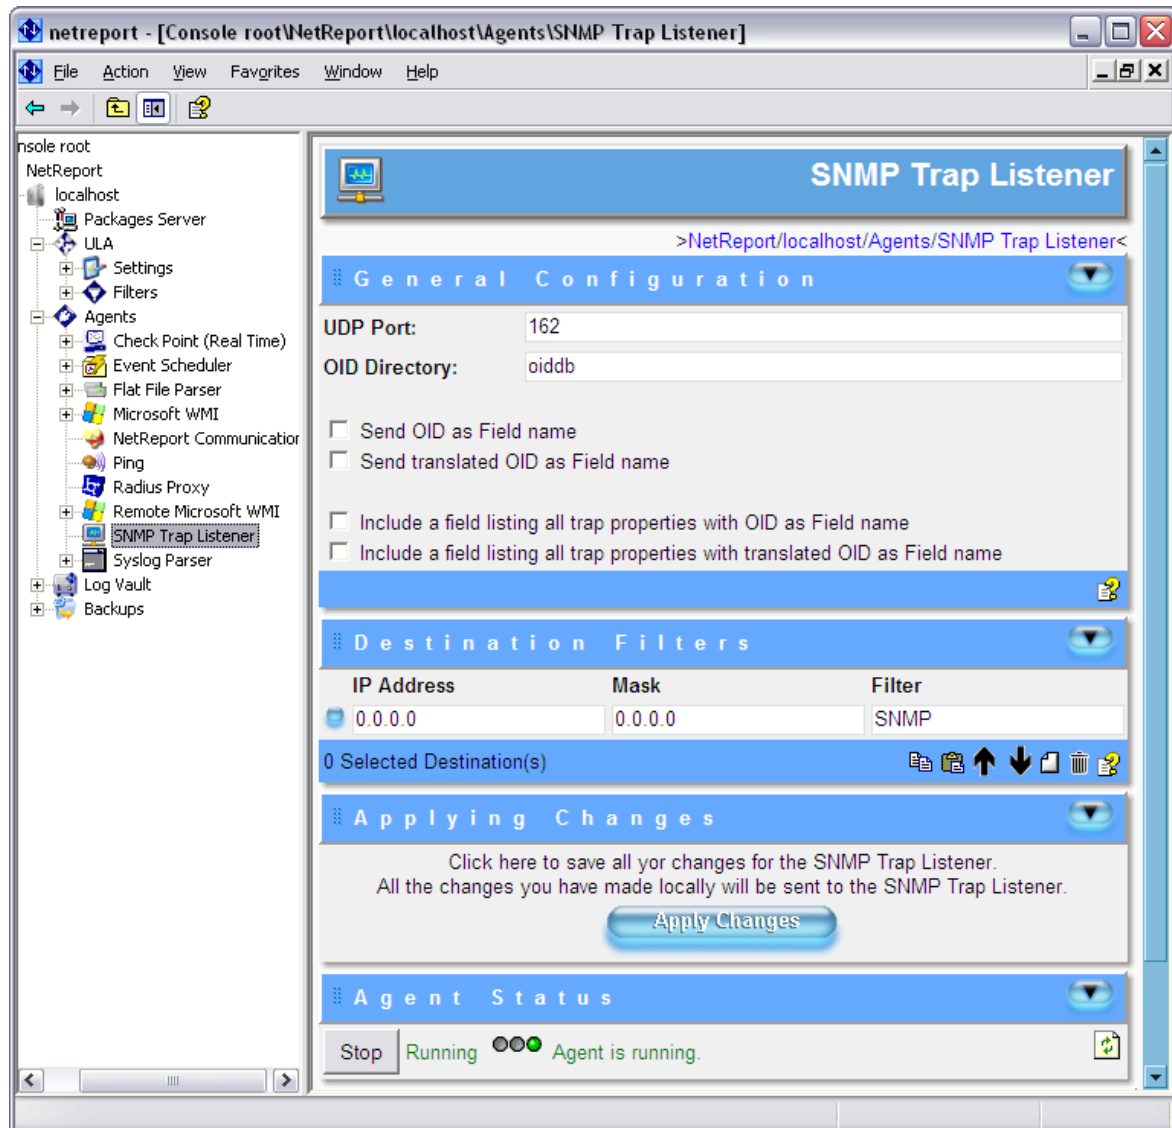 netreport - [Console root\NetReport\localhost\Agents\SNMP Trap Listener]
File Action View Favorites Window Help
nsole root
NetReport
localhost
Packages Server
ULA
Settings
Filters
Agents
Check Point (Real Time)
Event Scheduler
Flat File Parser
Microsoft WMI
NetReport Communication
Ping
Radius Proxy
Remote Microsoft WMI
SNMP Trap Listener
Syslog Parser
Log Vault
Backups
SNMP Trap Listener
>NetReport/localhost/Agents/SNMP Trap Listener<
General Configuration
UDP Port: 162
OID Directory: oiddb
Send OID as Field name
Send translated OID as Field name
Include a field listing all trap properties with OID as Field name
Include a field listing all trap properties with translated OID as Field name
Destination Filters
IP Address Mask Filter
0.0.0.0 0.0.0.0 SNMP
0 Selected Destination(s)
Applying Changes
Click here to save all yor changes for the SNMP Trap Listener.
All the changes you have made locally will be sent to the SNMP Trap Listener.
Apply Changes
Agent Status
Stop Running Agent is running.